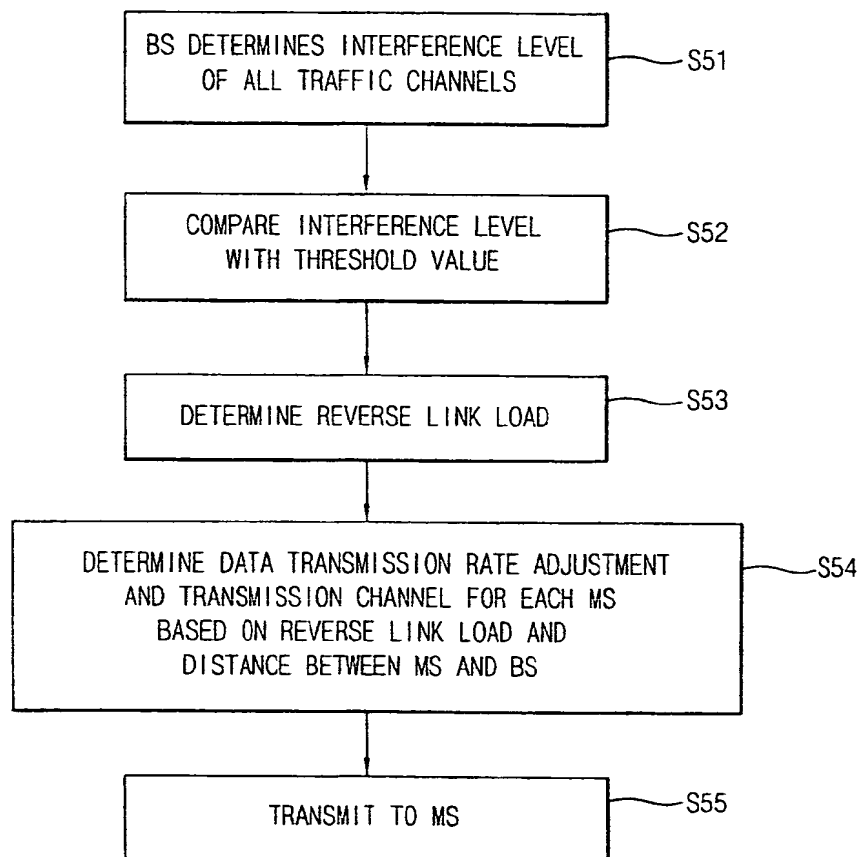 BS DETERMINES INTERFERENCE LEVEL
OF ALL TRAFFIC CHANNELS
S51
COMPARE INTERFERENCE LEVEL
WITH THRESHOLD VALUE
S52
DETERMINE REVERSE LINK LOAD
S53
DETERMINE DATA TRANSMISSION RATE ADJUSTMENT
AND TRANSMISSION CHANNEL FOR EACH MS
BASED ON REVERSE LINK LOAD AND
DISTANCE BETWEEN MS AND BS
S54
TRANSMIT TO MS
S55